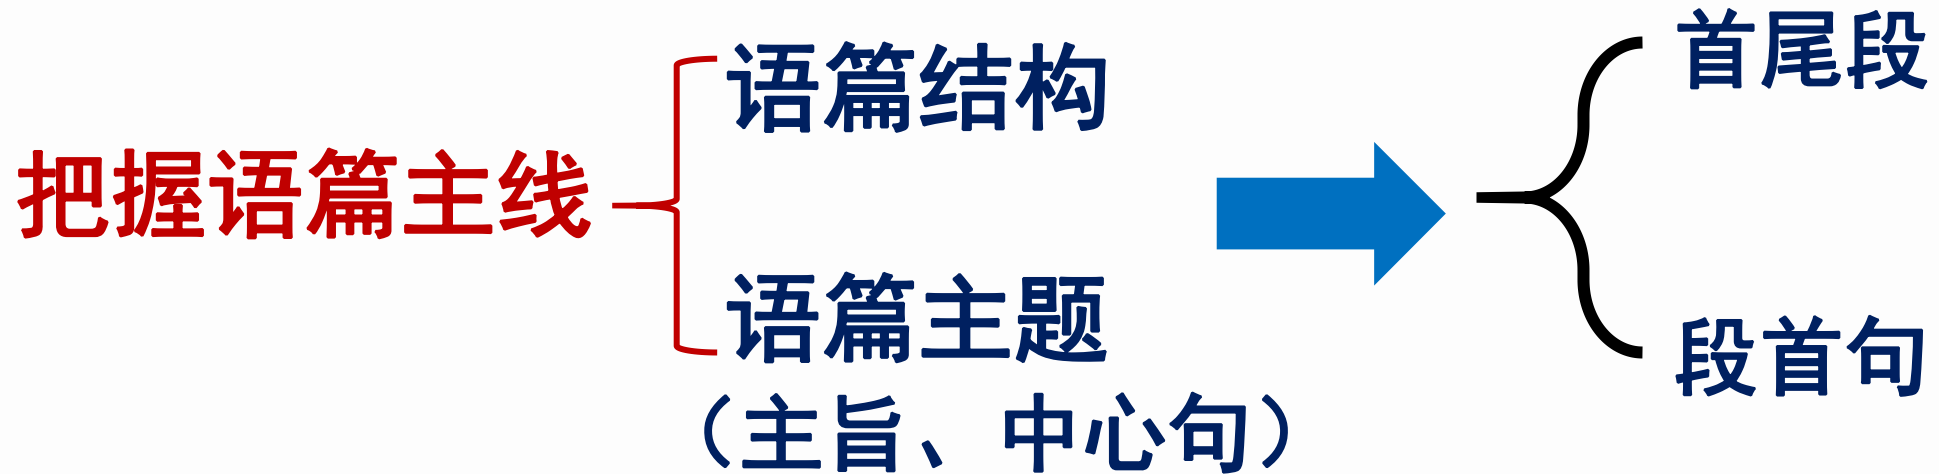 把握语篇主线
语篇结构
语篇主题
（主旨、中心句）
首尾段
段首句